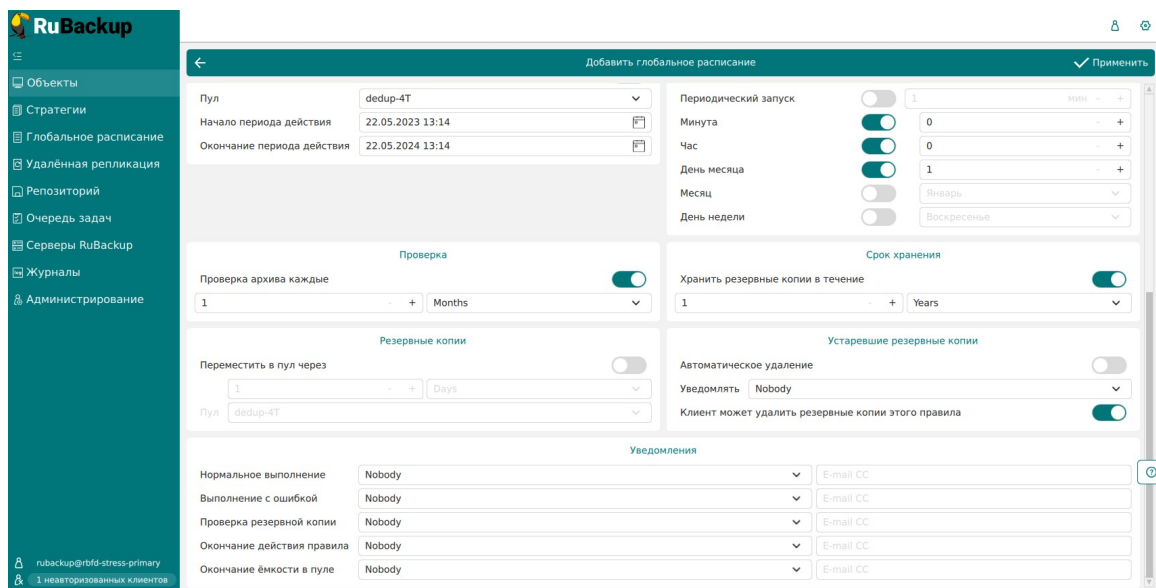 RuBackup
Объекты
Стратегии
Глобальное расписание
Удалённая репликация
Репозиторий
Очередь задач
Серверы RuBackup
Журналы
Администрирование
rubackup@rbfd-stress-primary
1 неавторизованных клиентов
Добавить глобальное расписание
Применить
Пул dedup-4T
Начало периода действия 22.05.2023 13:14
Окончание периода действия 22.05.2024 13:14
Периодический запуск 1 мин - +
Минута 0 - +
Час 0 - +
День месяца 1 - +
Месяц Январь
День недели Воскресенье
Проверка
Проверка архива каждые
1 - + Months
Срок хранения
Хранить резервные копии в течение
1 - + Years
Резервные копии
Переместить в пул через
1 - + Days
Пул dedup-4T
Устаревшие резервные копии
Автоматическое удаление
Уведомлять Nobody
Клиент может удалить резервные копии этого правила
Уведомления
Нормальное выполнение Nobody E-mail CC
Выполнение с ошибкой Nobody E-mail CC
Проверка резервной копии Nobody E-mail CC
Окончание действия правила Nobody E-mail CC
Окончание ёмкости в пуле Nobody E-mail CC